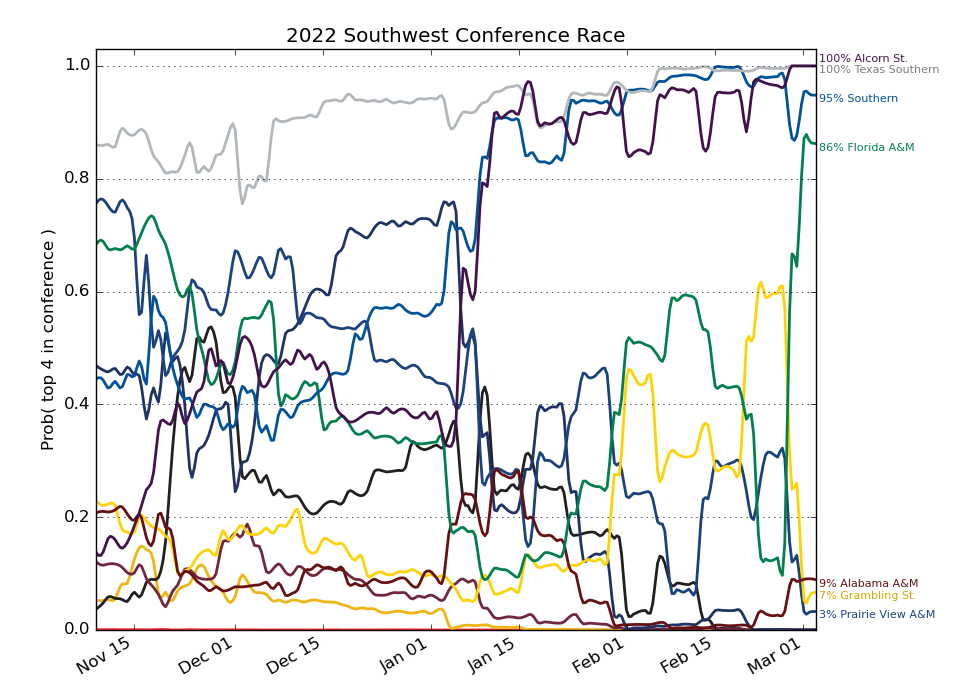 2022 Southwest Conference Race
Prob( top 4 in conference )
1.0
0.8
0.6
0.4
0.2
0.0
Nov 15
Dec 01
Dec 15
Jan 01
Jan 15
Feb 01
Feb 15
Mar 01
100% Alcorn St.
100% Texas Southern
95% Southern
86% Florida A&M
9% Alabama A&M
7% Grambling St.
3% Prairie View A&M